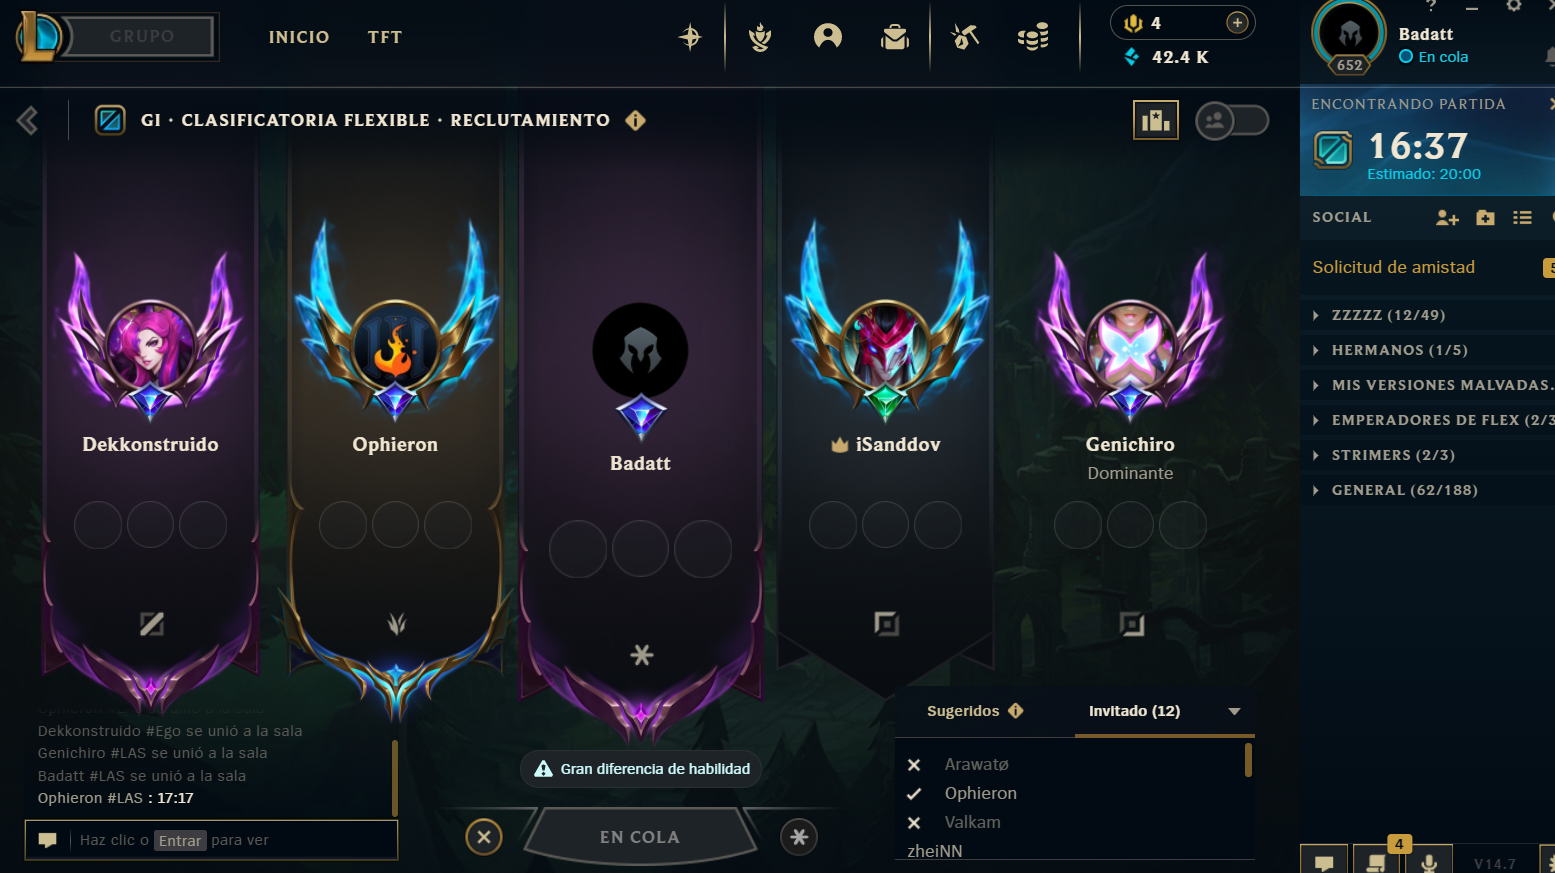 GRUPO
INICIO
TFT
4
42.4 K
Badatt
652
En cola
ENCONTRANDO PARTIDA
16:37
Estimado: 20:00
GI · CLASIFICATORIA FLEXIBLE · RECLUTAMIENTO
SOCIAL
Solicitud de amistad
5
ZZZZZ (12/49)
HERMANOS (1/5)
MIS VERSIONES MALVADAS.
EMPERADORES DE FLEX (2/3
STRIMERS (2/3)
GENERAL (62/188)
Dekkonstruido
Ophieron
Badatt
iSanddov
Genichiro
Dominante
Dekkonstruido #Ego se unió a la sala
Genichiro #LAS se unió a la sala
Badatt #LAS se unió a la sala
Ophieron #LAS : 17:17
Haz clic o Entrar para ver
Gran diferencia de habilidad
EN COLA
Sugeridos
Invitado (12)
Arawatø
Ophieron
Valkam
zheiNN
4
V14.7